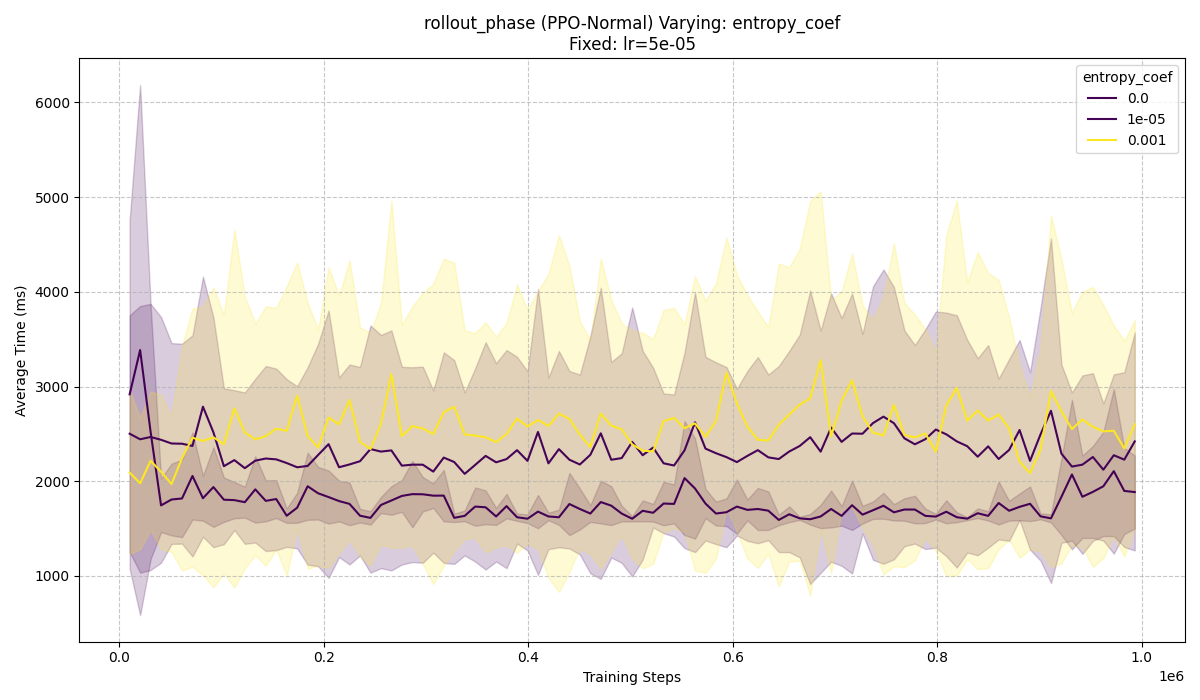 rollout_phase (PPO-Normal) Varying: entropy_coef
Fixed: lr=5e-05
entropy_coef
0.0
1e-05
0.001
6000
5000
4000
3000
2000
1000
Average Time (ms)
0.0
0.2
0.4
0.6
0.8
1.0
1e6
Training Steps